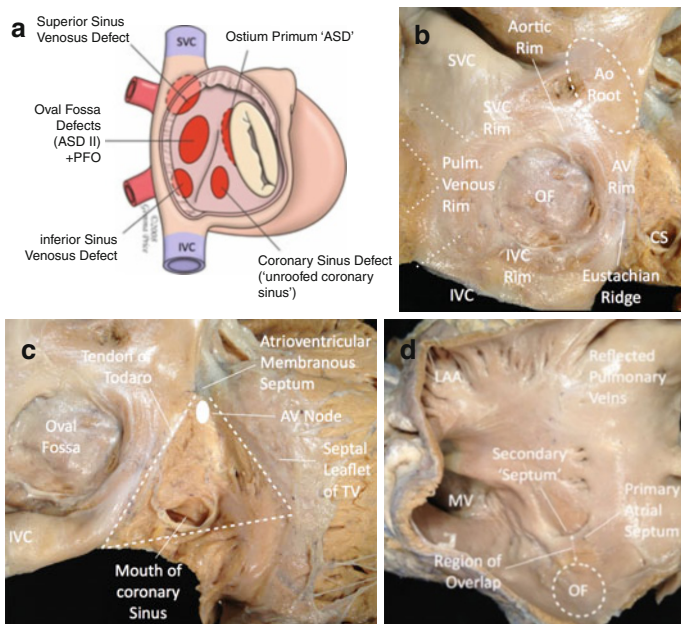 a
Superior Sinus
Venosus Defect
Ostium Primum ‘ASD’
SVC
Oval Fossa
Defects
(ASD II)
+PFO
inferior Sinus
Venosus Defect
IVC
Coronary Sinus Defect
(‘unroofed coronary
sinus’)
b
Aortic
Rim
SVC
Ao
Root
SVC
Rim
Pulm.
Venous
Rim
AV
Rim
OF
CS
IVC
Rim
Eustachian
Ridge
IVC
c
Tendon of
Todaro
Atrioventricular
Membranous
Septum
AV Node
Oval
Fossa
Septal
Leaflet
of TV
IVC
Mouth of
coronary
Sinus
d
LAA
Reflected
Pulmonary
Veins
Secondary
‘Septum’
MV
Primary
Atrial
Septum
Region of
Overlap
OF